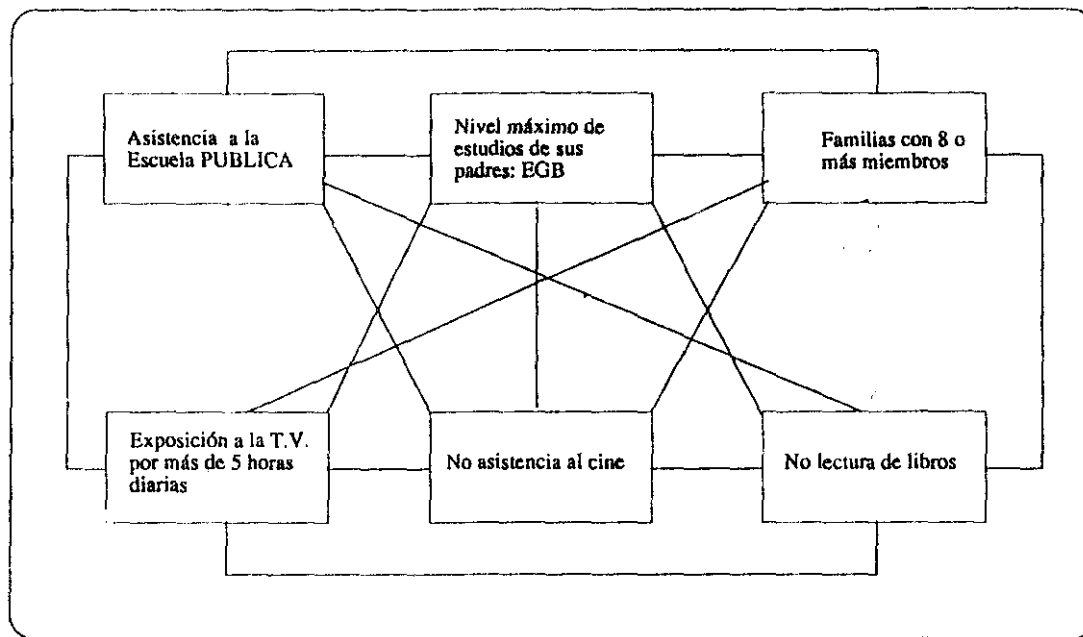 Asistencia a la
Escuela PUBLICA
Nivel máximo de
estudios de sus
padres: EGB
Familias con 8 o
más miembros
Exposición a la T.V.
por más de 5 horas
diarias
No asistencia al cine
No lectura de libros